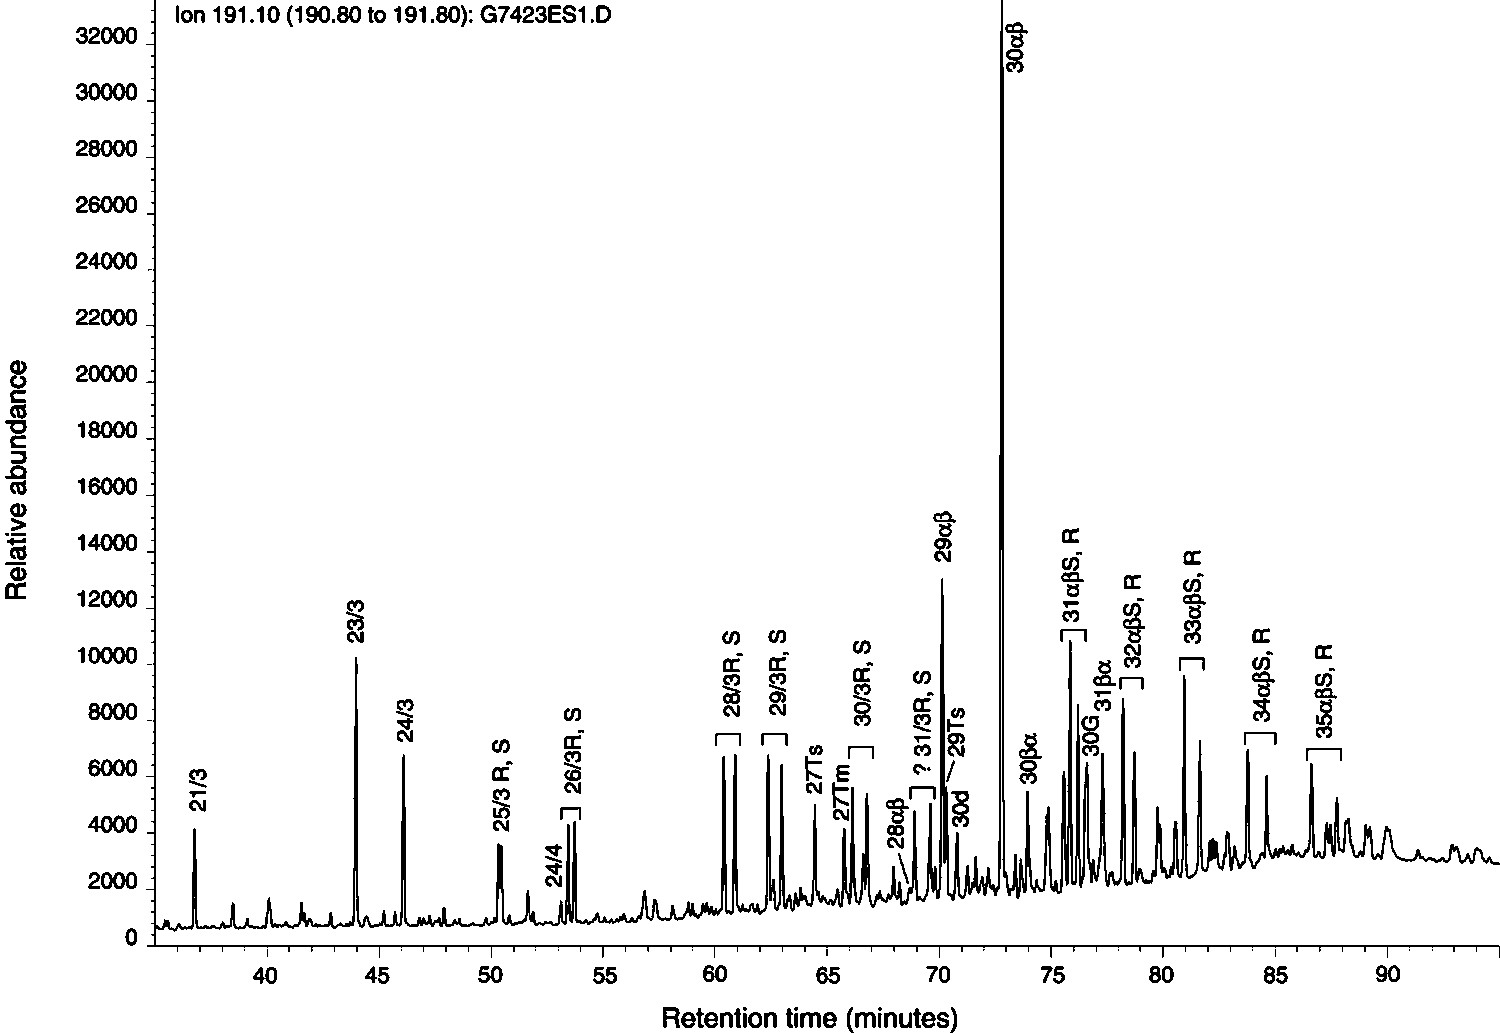 Ion 191.10 (190.80 to 191.80): G7423ES1.D
Relative abundance
32000
30000
28000
26000
24000
22000
20000
18000
16000
14000
12000
10000
8000
6000
4000
2000
0
21/3
23/3
24/3
25/3 R, S
24/4
26/3R, S
28/3R, S
29/3R, S
27Ts
27Tm
30/3R, S
28αβ
? 31/3R, S
29αβ
29Ts
30d
30αβ
30βα
31αβS, R
30G
31βα
32αβS, R
33αβS, R
34αβS, R
35αβS, R
40 45 50 55 60 65 70 75 80 85 90
Retention time (minutes)